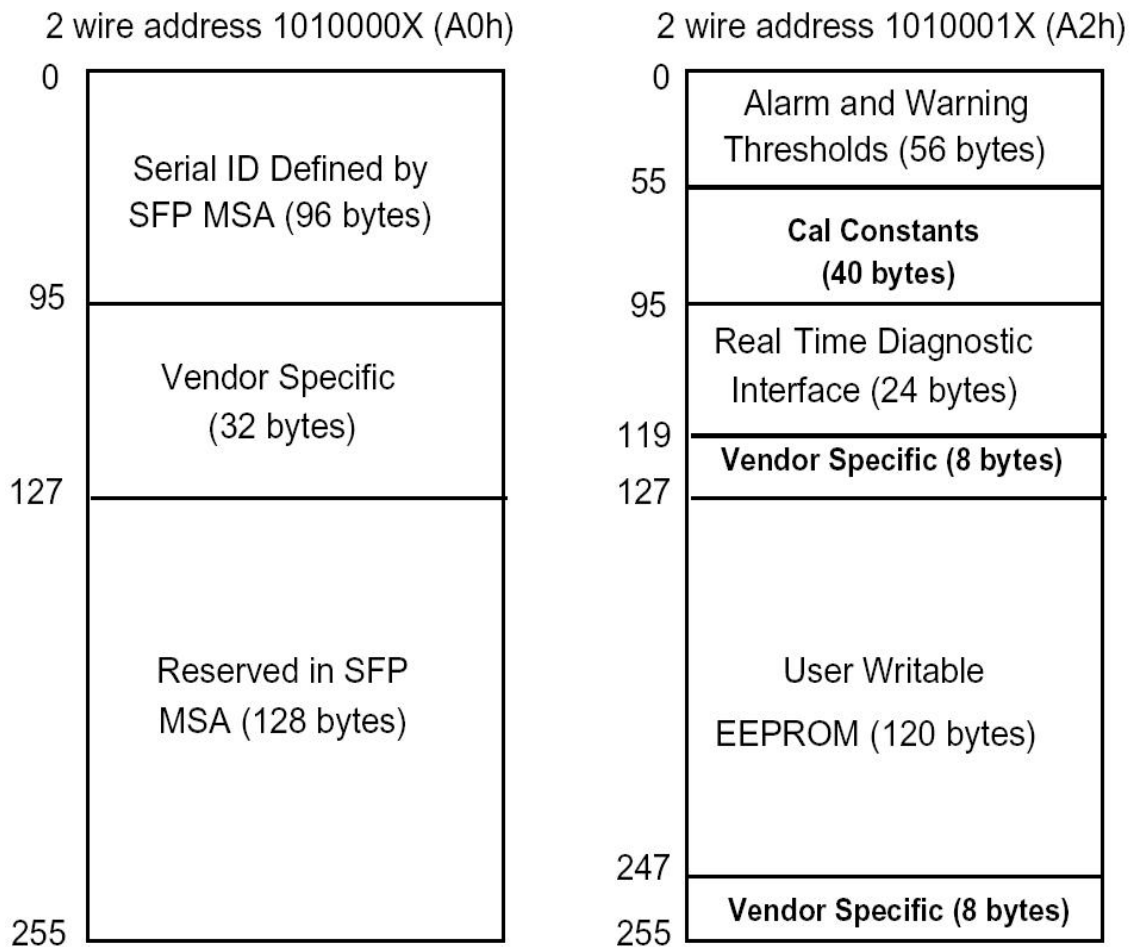 2 wire address 1010000X (A0h)
0
Serial ID Defined by
SFP MSA (96 bytes)
95
Vendor Specific
(32 bytes)
127
Reserved in SFP
MSA (128 bytes)
255
2 wire address 1010001X (A2h)
0
Alarm and Warning
Thresholds (56 bytes)
55
Cal Constants
(40 bytes)
95
Real Time Diagnostic
Interface (24 bytes)
119
Vendor Specific (8 bytes)
127
User Writable
EEPROM (120 bytes)
247
Vendor Specific (8 bytes)
255